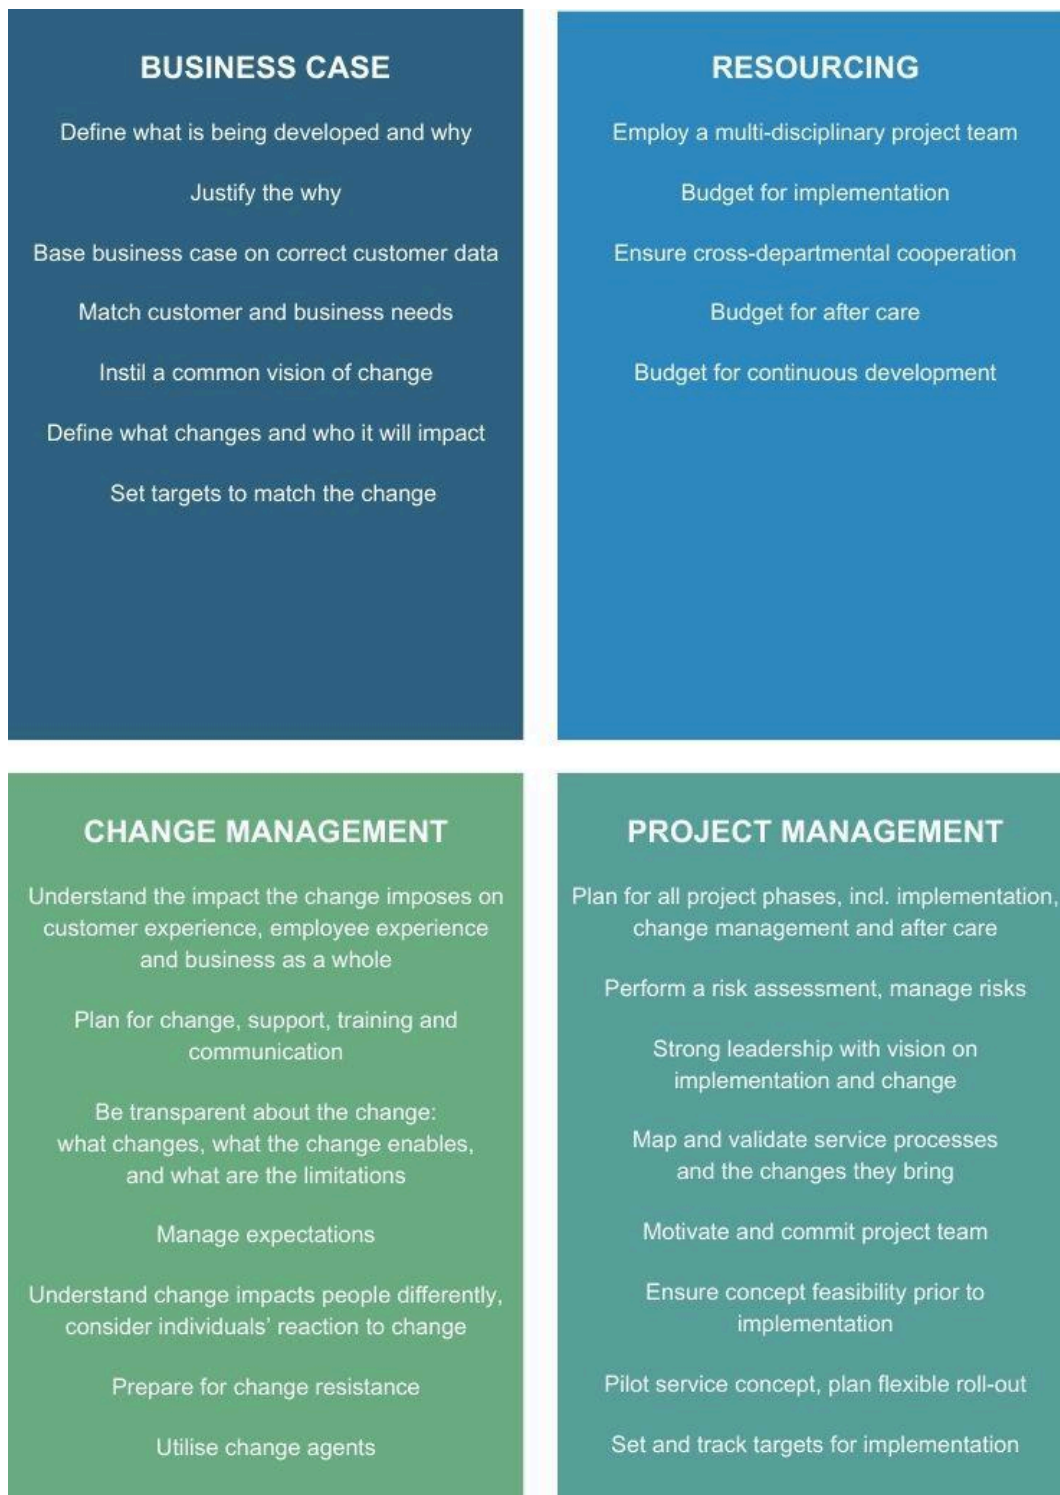 BUSINESS CASE
Define what is being developed and why
Justify the why
Base business case on correct customer data
Match customer and business needs
Instil a common vision of change
Define what changes and who it will impact
Set targets to match the change
RESOURCING
Employ a multi-disciplinary project team
Budget for implementation
Ensure cross-departmental cooperation
Budget for after care
Budget for continuous development
CHANGE MANAGEMENT
Understand the impact the change imposes on
customer experience, employee experience
and business as a whole
Plan for change, support, training and
communication
Be transparent about the change:
what changes, what the change enables,
and what are the limitations
Manage expectations
Understand change impacts people differently,
consider individuals’ reaction to change
Prepare for change resistance
Utilise change agents
PROJECT MANAGEMENT
Plan for all project phases, incl. implementation,
change management and after care
Perform a risk assessment, manage risks
Strong leadership with vision on
implementation and change
Map and validate service processes
and the changes they bring
Motivate and commit project team
Ensure concept feasibility prior to
implementation
Pilot service concept, plan flexible roll-out
Set and track targets for implementation